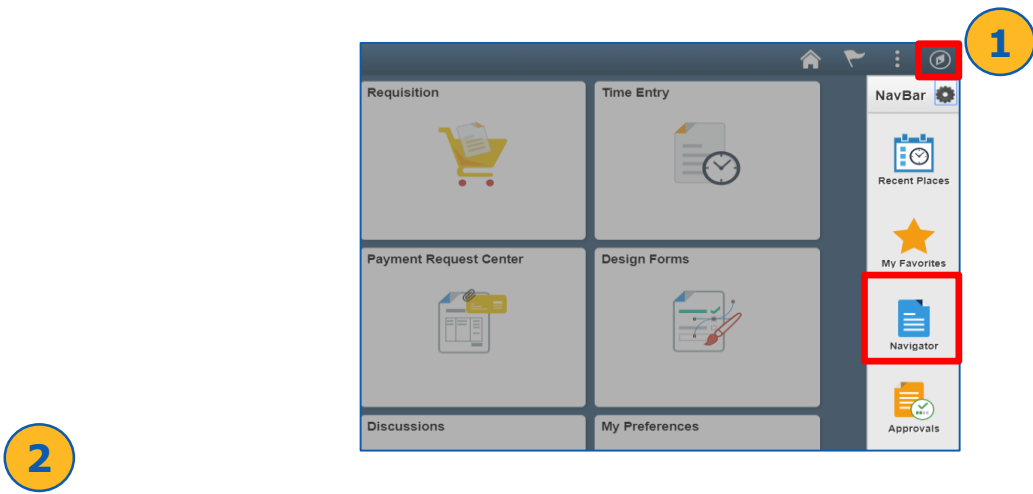 1
NavBar
Requisition
Time Entry
Recent Places
My Favorites
Payment Request Center
Design Forms
Navigator
Discussions
My Preferences
Approvals
2